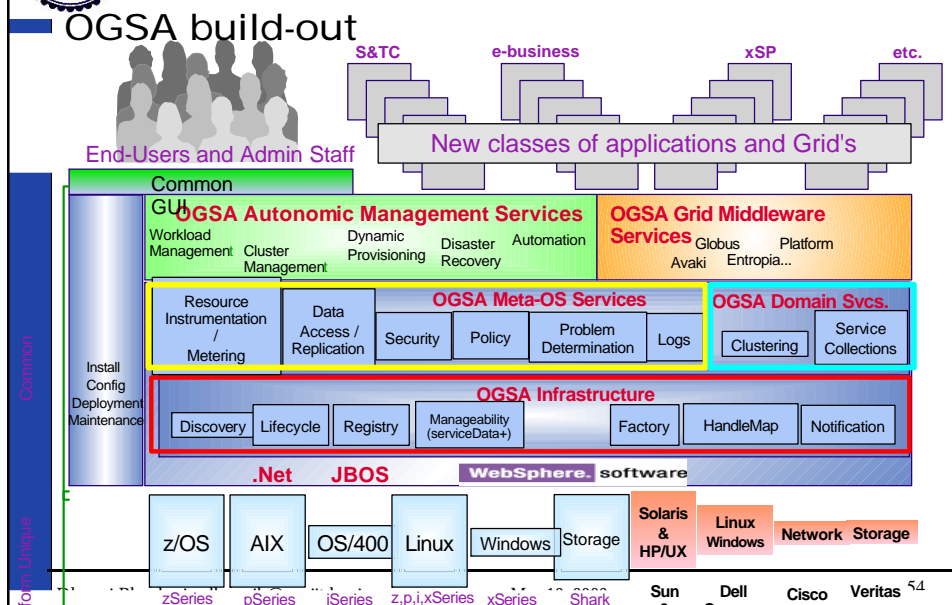 OGSA build-out
S&TC
e-business
xSP
etc.
New classes of applications and Grid's
End-Users and Admin Staff
Common
GUI
OGSA Autonomic Management Services
Workload
Management
Cluster
Management
Dynamic
Provisioning
Disaster
Recovery
Automation
OGSA Grid Middleware
Services
Globus
Platform
Avaki
Entropia...
Common
Install
Config
Deployment
Maintenance
OGSA Meta-OS Services
Resource
Instrumentation
/
Metering
Data
Access /
Replication
Security
Policy
Problem
Determination
Logs
OGSA Domain Svcs.
Clustering
Service
Collections
OGSA Infrastructure
Discovery
Lifecycle
Registry
Manageability
(serviceData+)
Factory
HandleMap
Notification
.Net
JBOS
WebSphere. software
Unique
z/OS
AIX
OS/400
Linux
Windows
Storage
Solaris
&
HP/UX
Linux
Windows
Network
Storage
zSeries
pSeries
iSeries
z,p,i,xSeries
xSeries
Shark
Sun
Dell
Cisco
Veritas
54